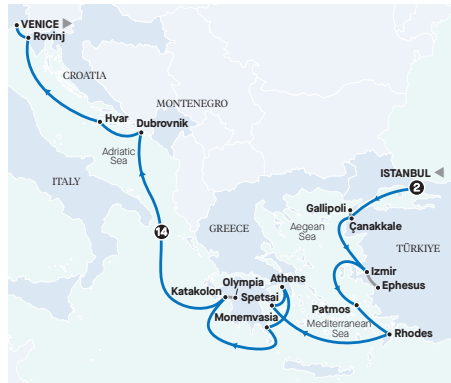 VENICE
Rovinj
CROATIA
MONTENEGRO
Hvar
Dubrovnik
Adriatic
Sea
ITALY
ISTANBUL
2
Gallipoli
Çanakkale
Aegean
Sea
GREECE
TÜRKIYE
14
Izmir
Ephesus
Olympia
Athens
Katakolon
Spetsai
Monemvasia
Patmos
Mediterranean
Sea
Rhodes